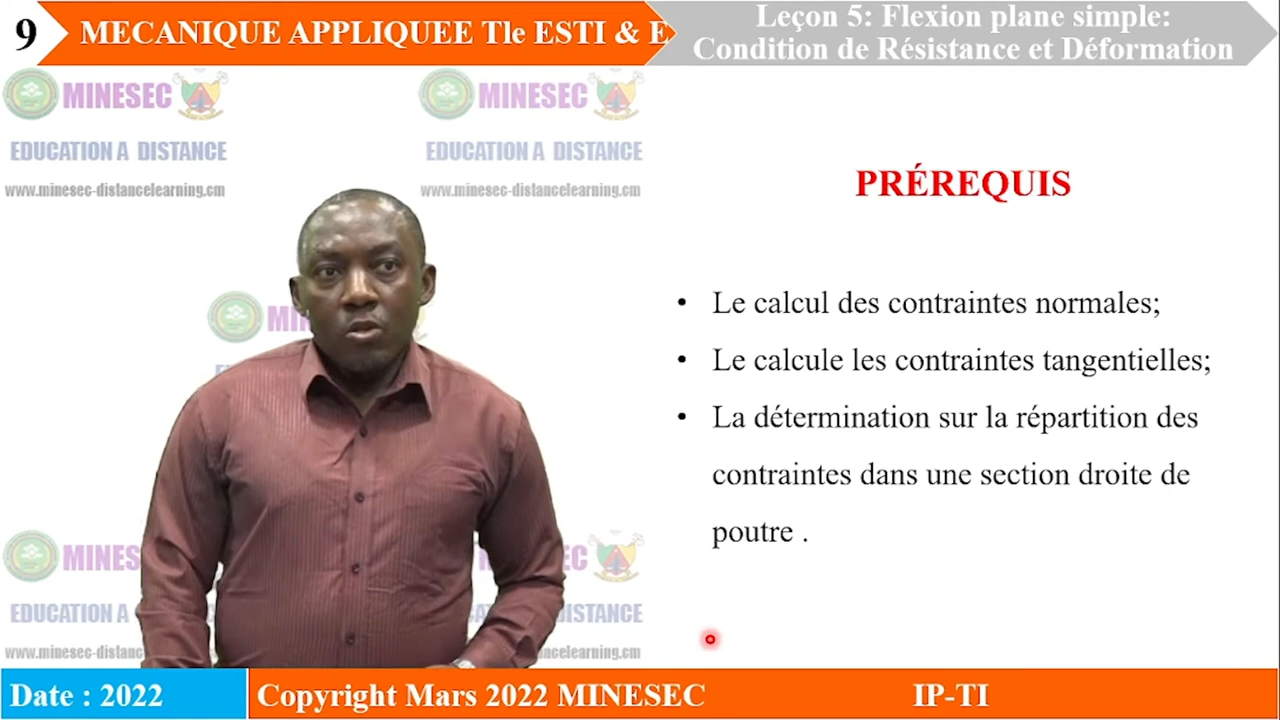 9
MECANIQUE APPLIQUEE Tle ESTI & E
Leçon 5: Flexion plane simple:
Condition de Résistance et Déformation
MINESEC
MINESEC
EDUCATION A DISTANCE
EDUCATION A DISTANCE
www.minesec-distancelearning.cm
www.minesec-distancelearning.cm
PRÉREQUIS
• Le calcul des contraintes normales;
• Le calcule les contraintes tangentielles;
• La détermination sur la répartition des
contraintes dans une section droite de
poutre .
EDUCATION A
DISTANCE
Date : 2022
Copyright Mars 2022 MINESEC
IP-TI